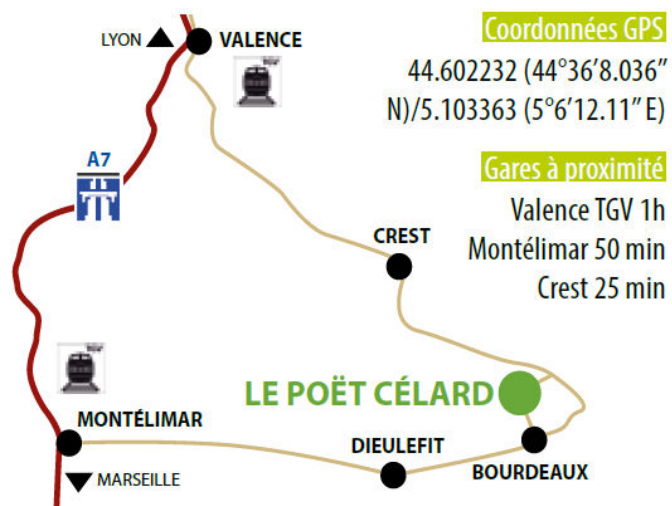 LYON
VALENCE
Coordonnées GPS
44.602232 (44°36’8.036”
N)/5.103363 (5°6’12.11” E)
A7
Gares à proximité
Valence TGV 1h
Montélimar 50 min
Crest 25 min
CREST
LE POËT CÉLARD
MONTÉLIMAR
DIEULEFIT
BOURDEAUX
MARSEILLE